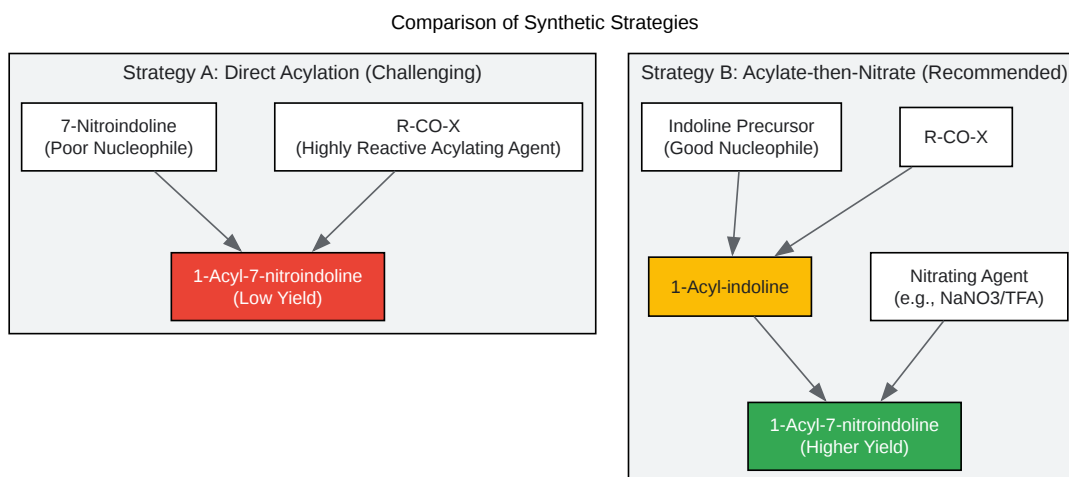 Comparison of Synthetic Strategies
Strategy A: Direct Acylation (Challenging)
7-Nitroindoline
(Poor Nucleophile)
R-CO-X
(Highly Reactive Acylating Agent)
1-Acyl-7-nitroindoline
(Low Yield)
Strategy B: Acylate-then-Nitrate (Recommended)
Indoline Precursor
(Good Nucleophile)
R-CO-X
1-Acyl-indoline
Nitrating Agent
(e.g., NaNO3/TFA)
1-Acyl-7-nitroindoline
(Higher Yield)